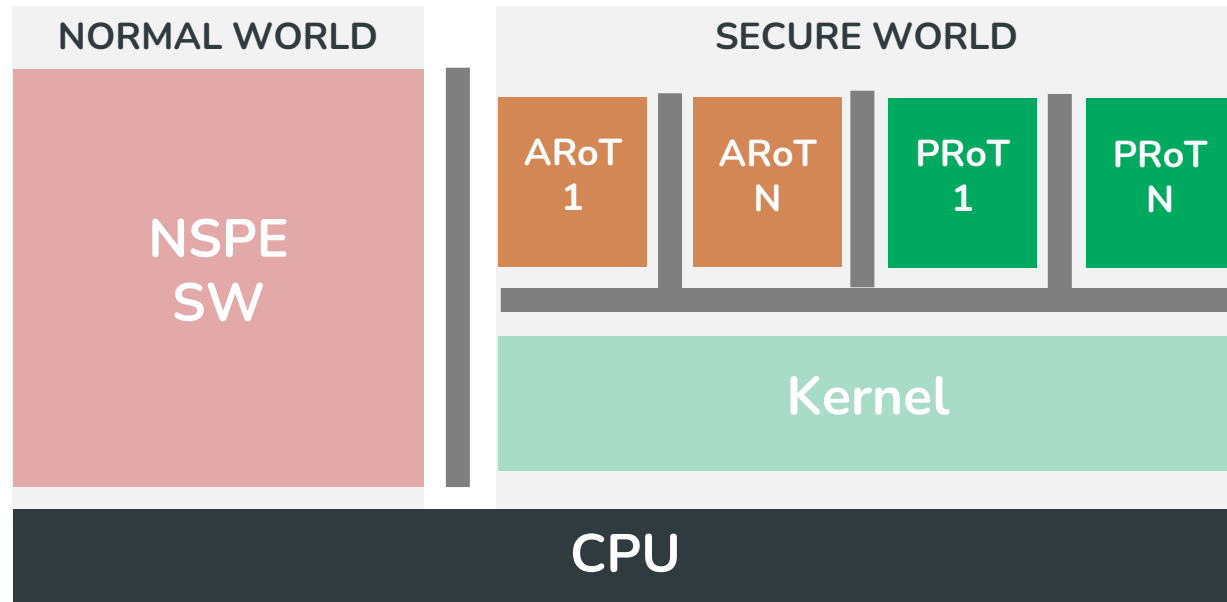 NORMAL WORLD
SECURE WORLD
NSPE
SW
ARoT
1
ARoT
N
PRoT
1
PRoT
N
Kernel
CPU